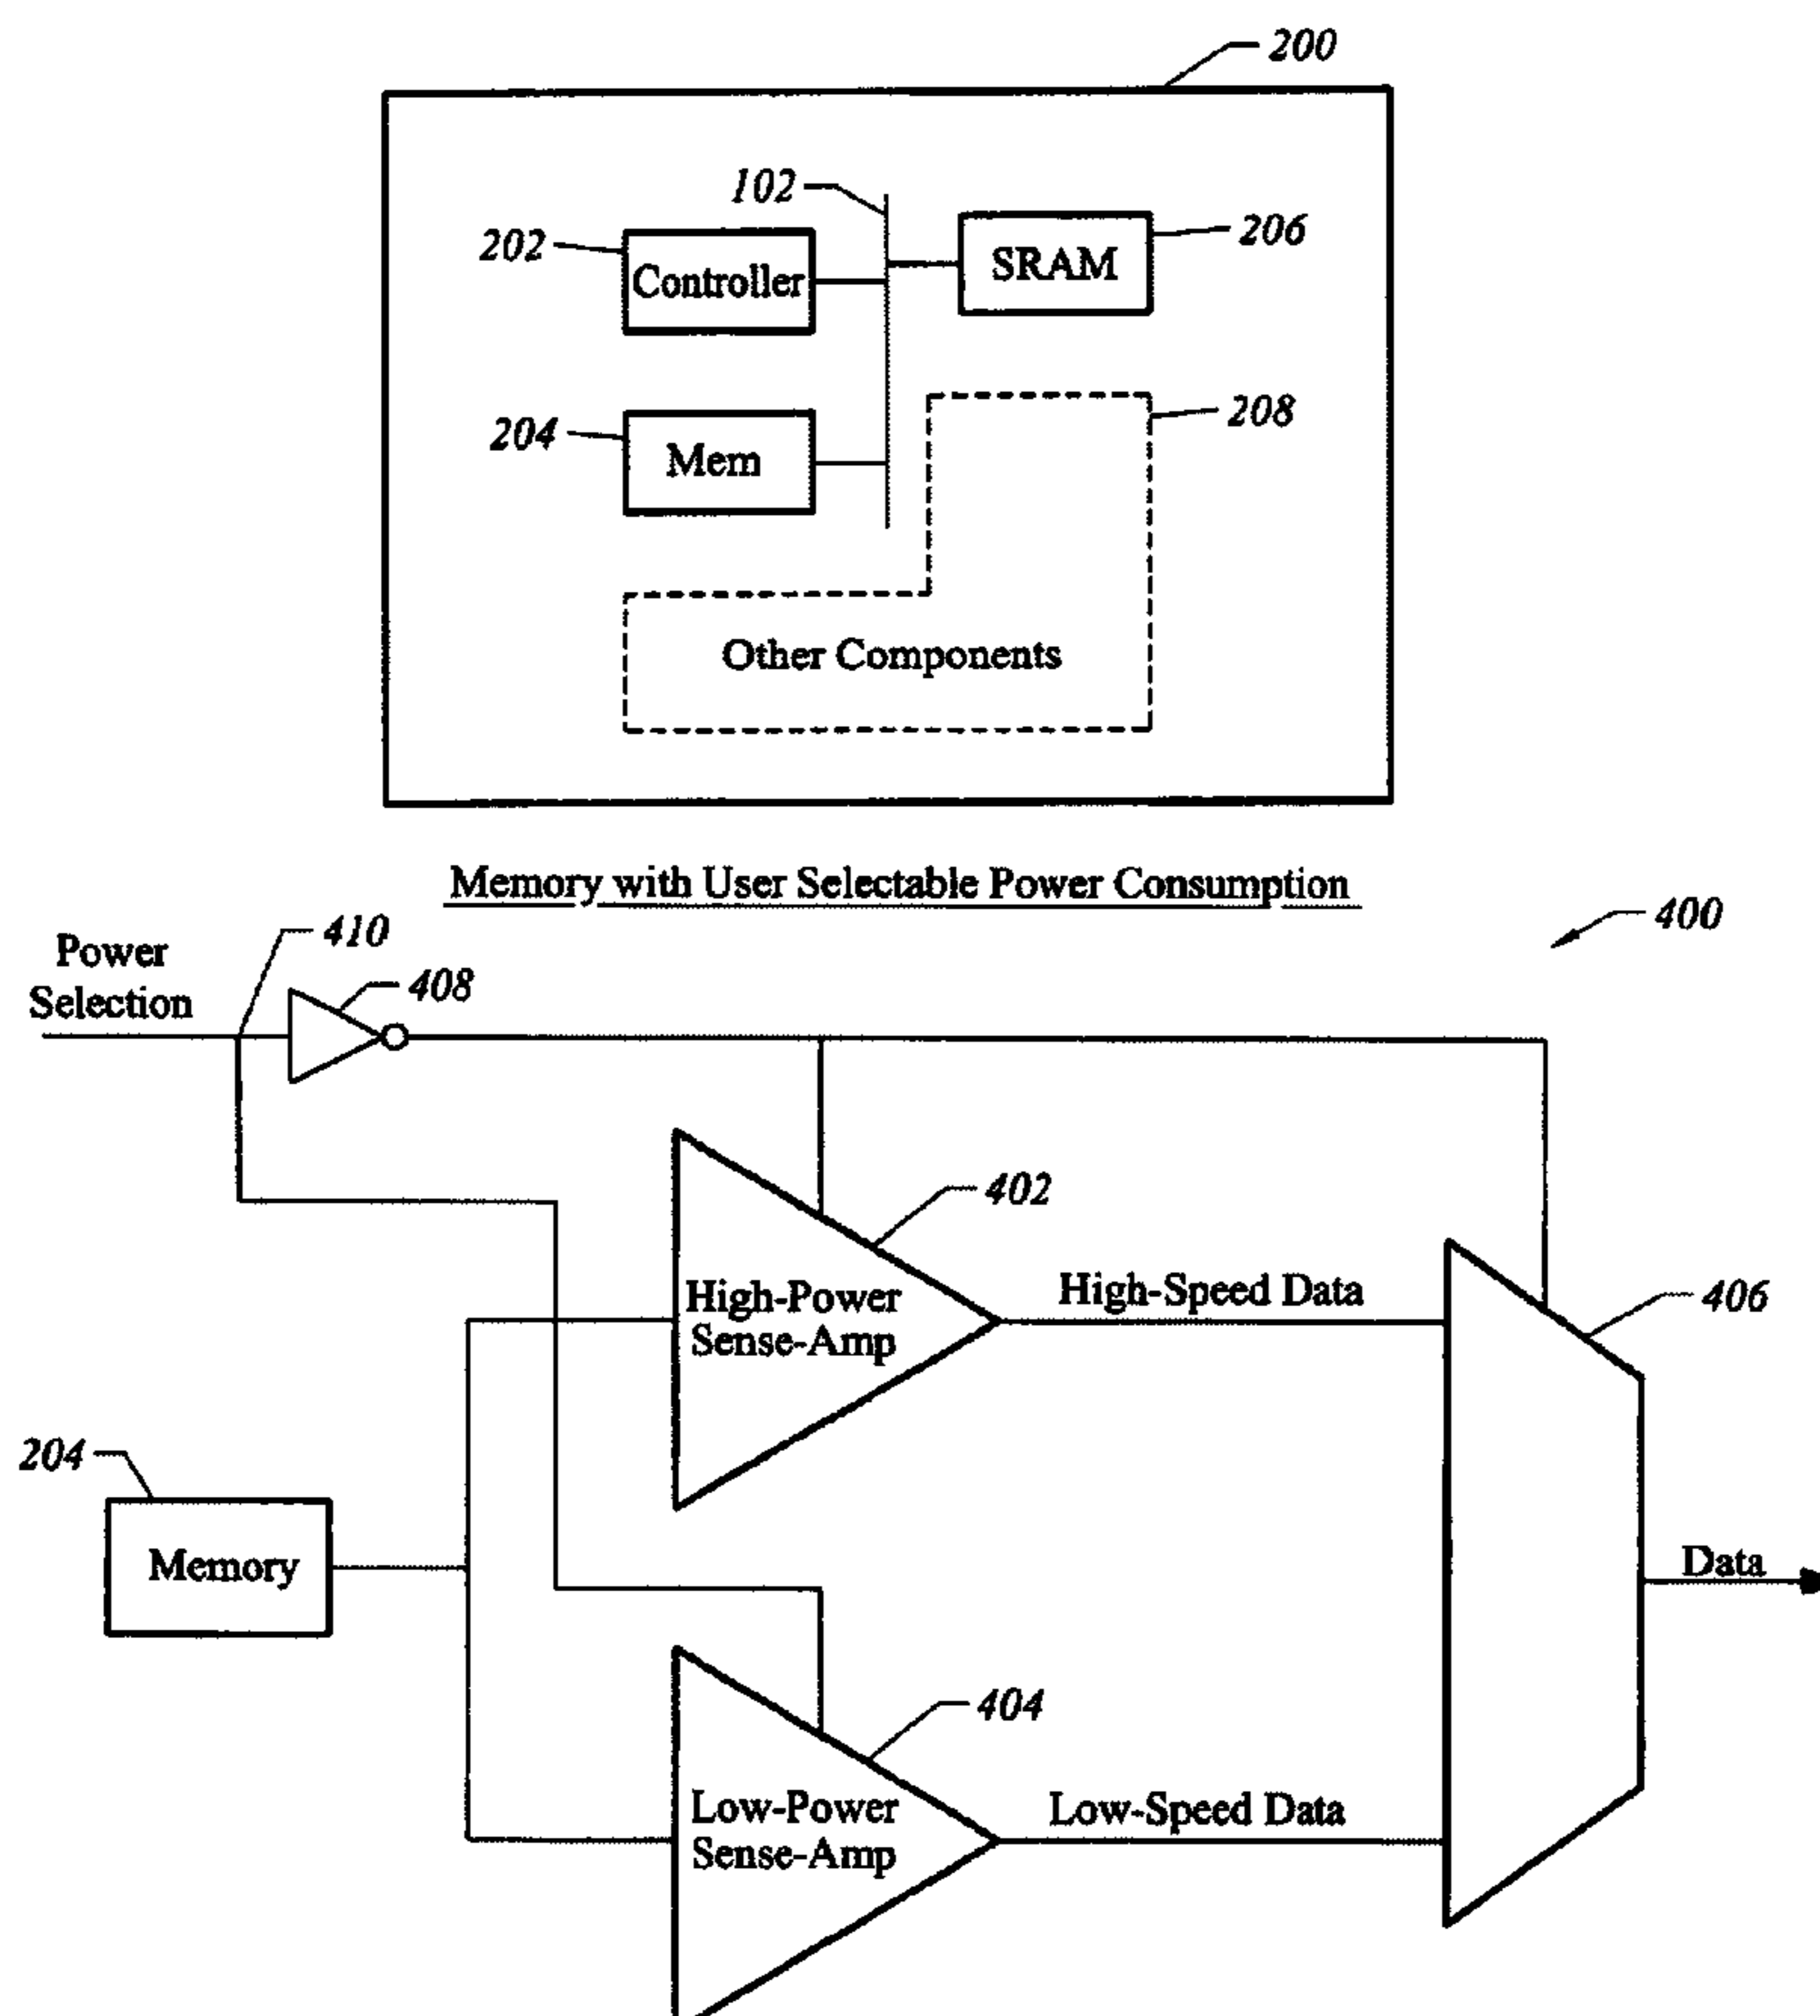 200
102
202
Controller
SRAM
206
204
Mem
208
Other Components
Memory with User Selectable Power Consumption
400
Power
Selection
410
408
402
High-Power
Sense-Amp
High-Speed Data
406
204
Memory
Data
404
Low-Power
Sense-Amp
Low-Speed Data